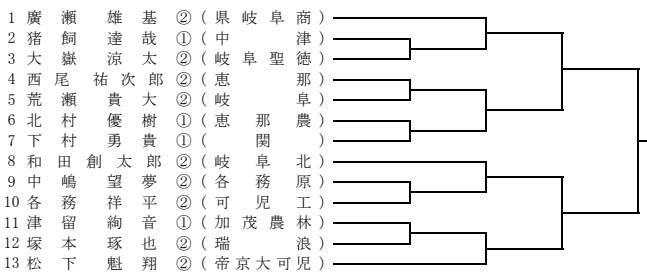 1 廣瀬雄基 ② (県岐阜商)
2 猪飼達哉 ① (中津)
3 大嶽涼太 ② (岐阜聖徳)
4 西尾祐次郎 ② (恵那)
5 荒瀬貴大 ② (岐阜)
6 北村優樹 ① (恵那農)
7 下村勇貴 ① (関)
8 和田創太郎 ② (岐阜北)
9 中嶋望夢 ② (各務原)
10 各務祥平 ② (可児工)
11 津留絢音 ① (加茂農林)
12 塚本琢也 ② (瑞浪)
13 松下魁翔 ② (帝京大可児)